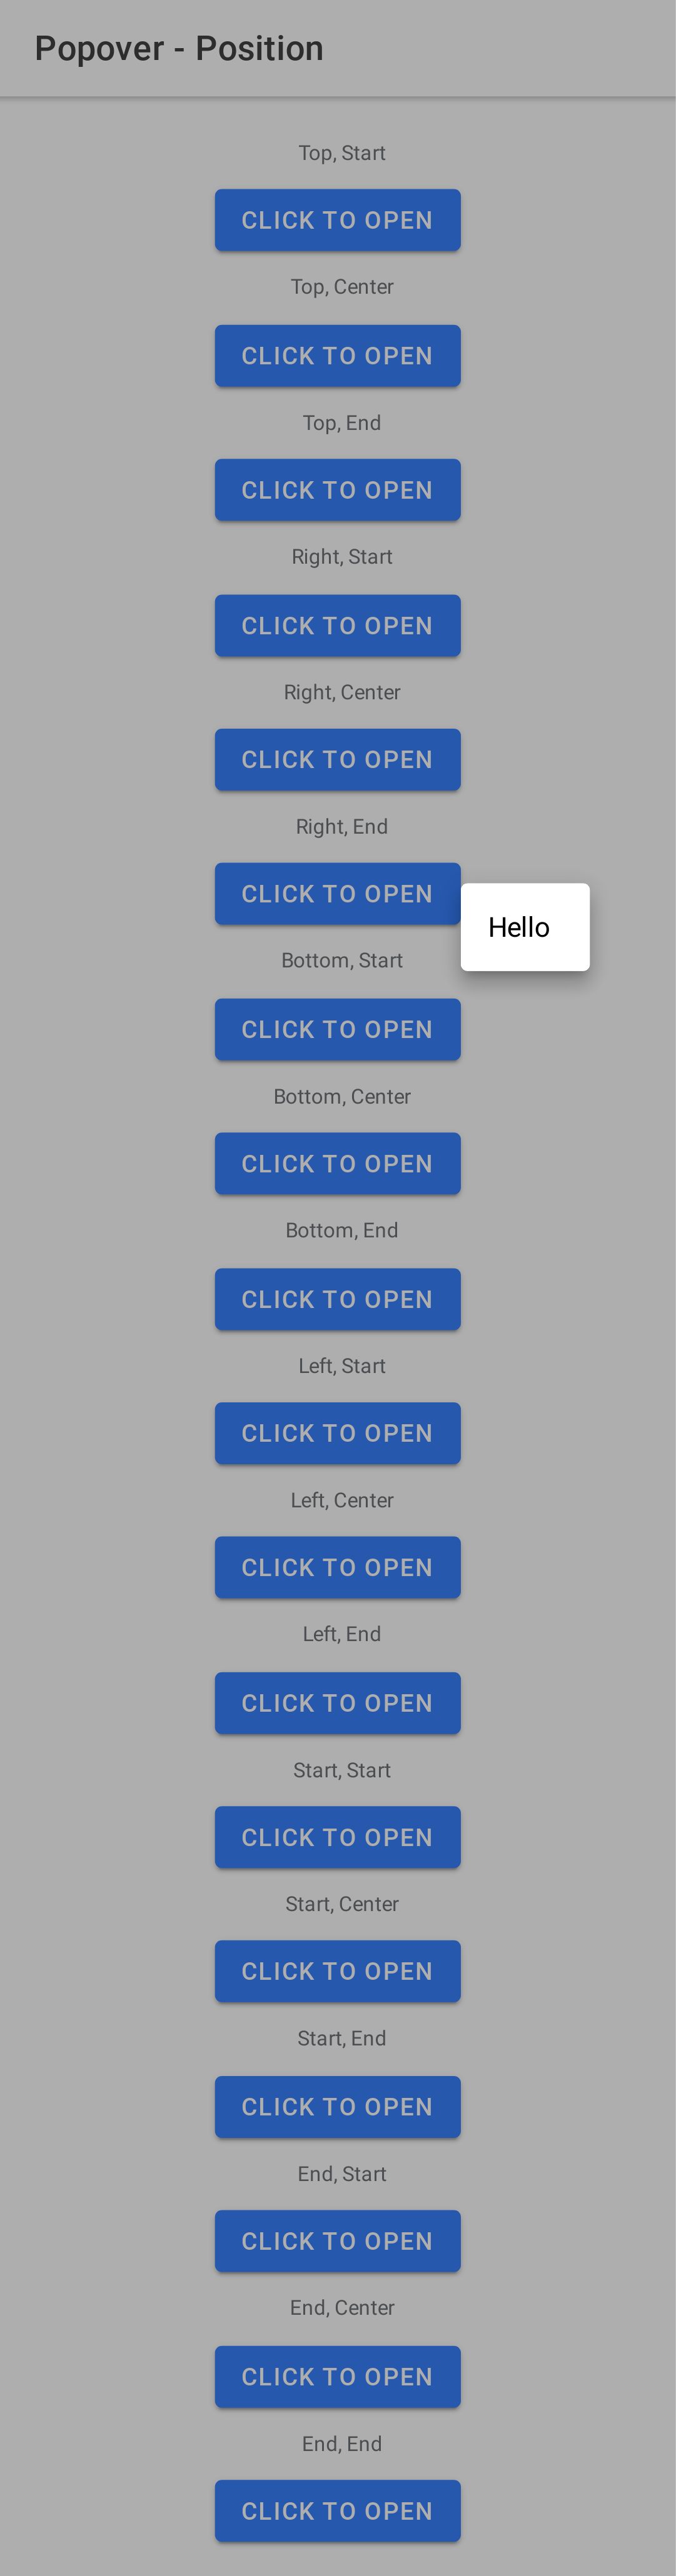 Popover - Position
Top, Start
CLICK TO OPEN
Top, Center
CLICK TO OPEN
Top, End
CLICK TO OPEN
Right, Start
CLICK TO OPEN
Right, Center
CLICK TO OPEN
Right, End
CLICK TO OPEN
Hello
Bottom, Start
CLICK TO OPEN
Bottom, Center
CLICK TO OPEN
Bottom, End
CLICK TO OPEN
Left, Start
CLICK TO OPEN
Left, Center
CLICK TO OPEN
Left, End
CLICK TO OPEN
Start, Start
CLICK TO OPEN
Start, Center
CLICK TO OPEN
Start, End
CLICK TO OPEN
End, Start
CLICK TO OPEN
End, Center
CLICK TO OPEN
End, End
CLICK TO OPEN